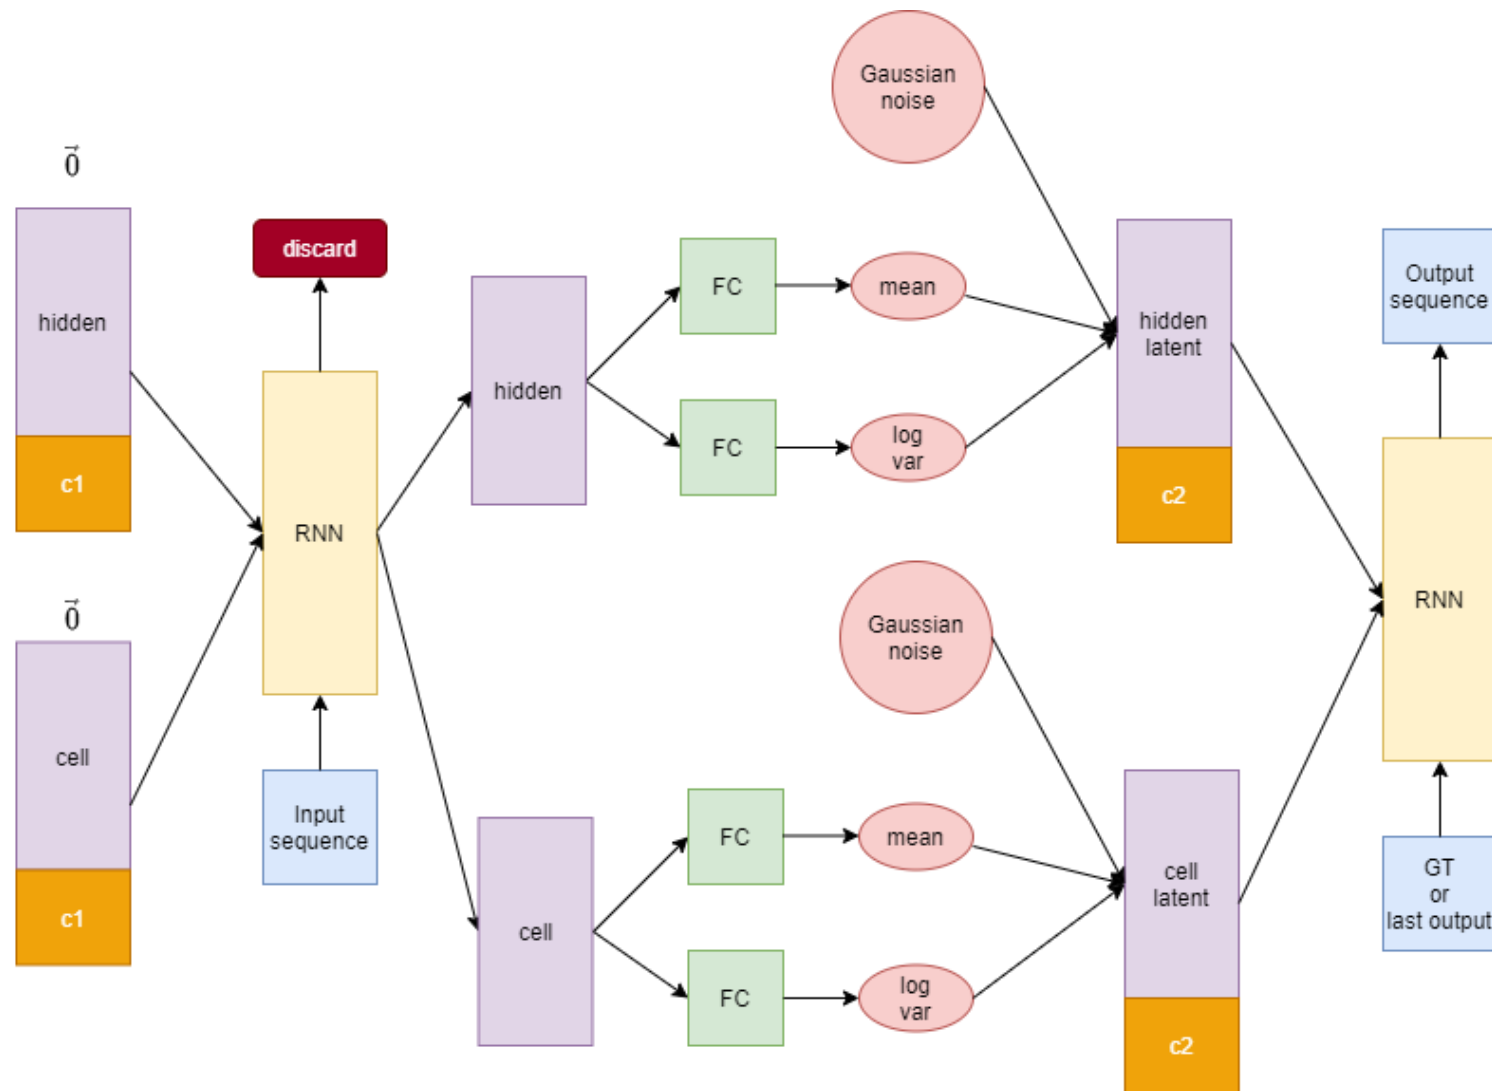 0⃗
hidden
c1
0⃗
cell
c1
discard
RNN
Input
sequence
hidden
cell
FC
FC
FC
FC
Gaussian
noise
mean
log
var
Gaussian
noise
mean
log
var
hidden
latent
c2
cell
latent
c2
Output
sequence
RNN
GT
or
last output